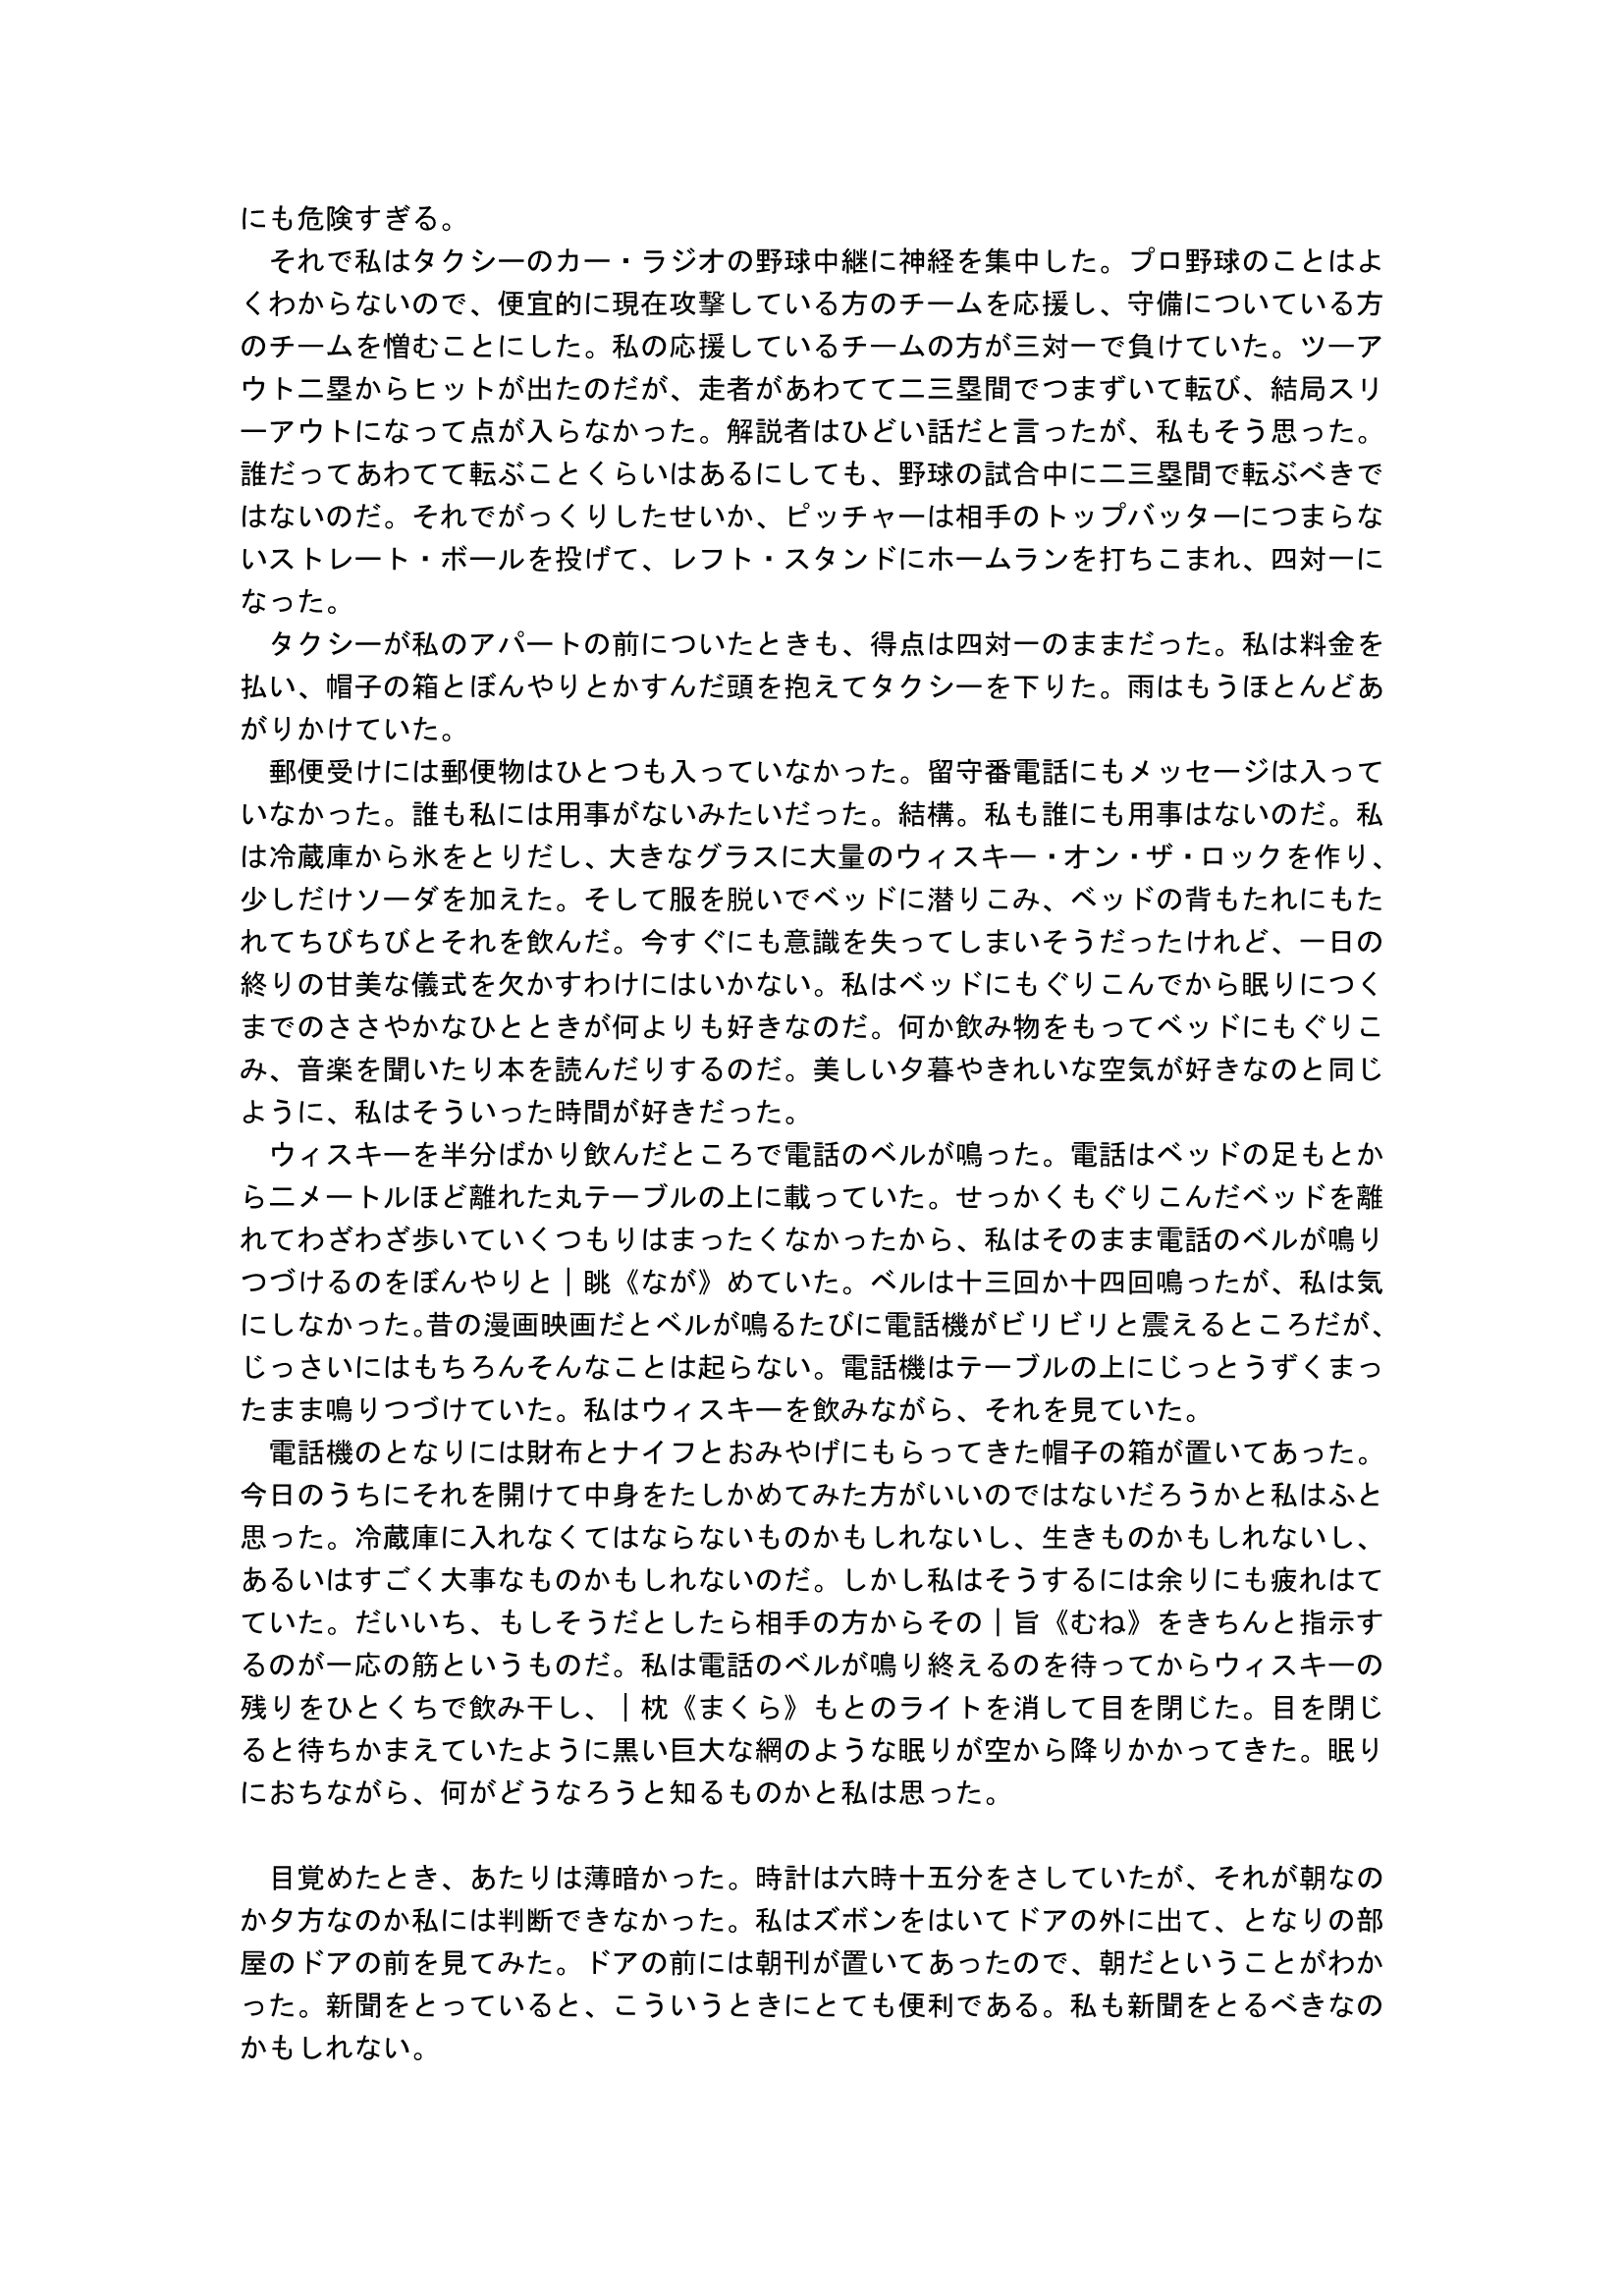 にも危険すぎる。
　それで私はタクシーのカー・ラジオの野球中継に神経を集中した。プロ野球のことはよ
くわからないので、便宜的に現在攻撃している方のチームを応援し、守備についている方
のチームを憎むことにした。私の応援しているチームの方が三対一で負けていた。ツーア
ウト二塁からヒットが出たのだが、走者があわてて二三塁間でつまずいて転び、結局スリ
ーアウトになって点が入らなかった。解説者はひどい話だと言ったが、私もそう思った。
誰だってあわてて転ぶことくらいはあるにしても、野球の試合中に二三塁間で転ぶべきで
はないのだ。それでがっくりしたせいか、ピッチャーは相手のトップバッターにつまらな
いストレート・ボールを投げて、レフト・スタンドにホームランを打ちこまれ、四対一に
なった。
　タクシーが私のアパートの前についたときも、得点は四対一のままだった。私は料金を
払い、帽子の箱とぼんやりとかすんだ頭を抱えてタクシーを下りた。雨はもうほとんどあ
がりかけていた。
　郵便受けには郵便物はひとつも入っていなかった。留守番電話にもメッセージは入って
いなかった。誰も私には用事がないみたいだった。結構。私も誰にも用事はないのだ。私
は冷蔵庫から氷をとりだし、大きなグラスに大量のウィスキー・オン・ザ・ロックを作り、
少しだけソーダを加えた。そして服を脱いでベッドに潜りこみ、ベッドの背もたれにもた
れてちびちびとそれを飲んだ。今すぐにも意識を失ってしまいそうだったけれど、一日の
終りの甘美な儀式を欠かすわけにはいかない。私はベッドにもぐりこんでから眠りにつく
までのささやかなひとときが何よりも好きなのだ。何か飲み物をもってベッドにもぐりこ
み、音楽を聞いたり本を読んだりするのだ。美しい夕暮やきれいな空気が好きなのと同じ
ように、私はそういった時間が好きだった。
　ウィスキーを半分ばかり飲んだところで電話のベルが鳴った。電話はベッドの足もとか
ら二メートルほど離れた丸テーブルの上に載っていた。せっかくもぐりこんだベッドを離
れてわざわざ歩いていくつもりはまったくなかったから、私はそのまま電話のベルが鳴り
つづけるのをぼんやりと｜眺《なが》めていた。ベルは十三回か十四回鳴ったが、私は気
にしなかった。昔の漫画映画だとベルが鳴るたびに電話機がビリビリと震えるところだが、
じっさいにはもちろんそんなことは起らない。電話機はテーブルの上にじっとうずくまっ
たまま鳴りつづけていた。私はウィスキーを飲みながら、それを見ていた。
　電話機のとなりには財布とナイフとおみやげにもらってきた帽子の箱が置いてあった。
今日のうちにそれを開けて中身をたしかめてみた方がいいのではないだろうかと私はふと
思った。冷蔵庫に入れなくてはならないものかもしれないし、生きものかもしれないし、
あるいはすごく大事なものかもしれないのだ。しかし私はそうするには余りにも疲れはて
ていた。だいいち、もしそうだとしたら相手の方からその｜旨《むね》をきちんと指示す
るのが一応の筋というものだ。私は電話のベルが鳴り終えるのを待ってからウィスキーの
残りをひとくちで飲み干し、｜枕《まくら》もとのライトを消して目を閉じた。目を閉じ
ると待ちかまえていたように黒い巨大な網のような眠りが空から降りかかってきた。眠り
におちながら、何がどうなろうと知るものかと私は思った。
　目覚めたとき、あたりは薄暗かった。時計は六時十五分をさしていたが、それが朝なの
か夕方なのか私には判断できなかった。私はズボンをはいてドアの外に出て、となりの部
屋のドアの前を見てみた。ドアの前には朝刊が置いてあったので、朝だということがわか
った。新聞をとっていると、こういうときにとても便利である。私も新聞をとるべきなの
かもしれない。